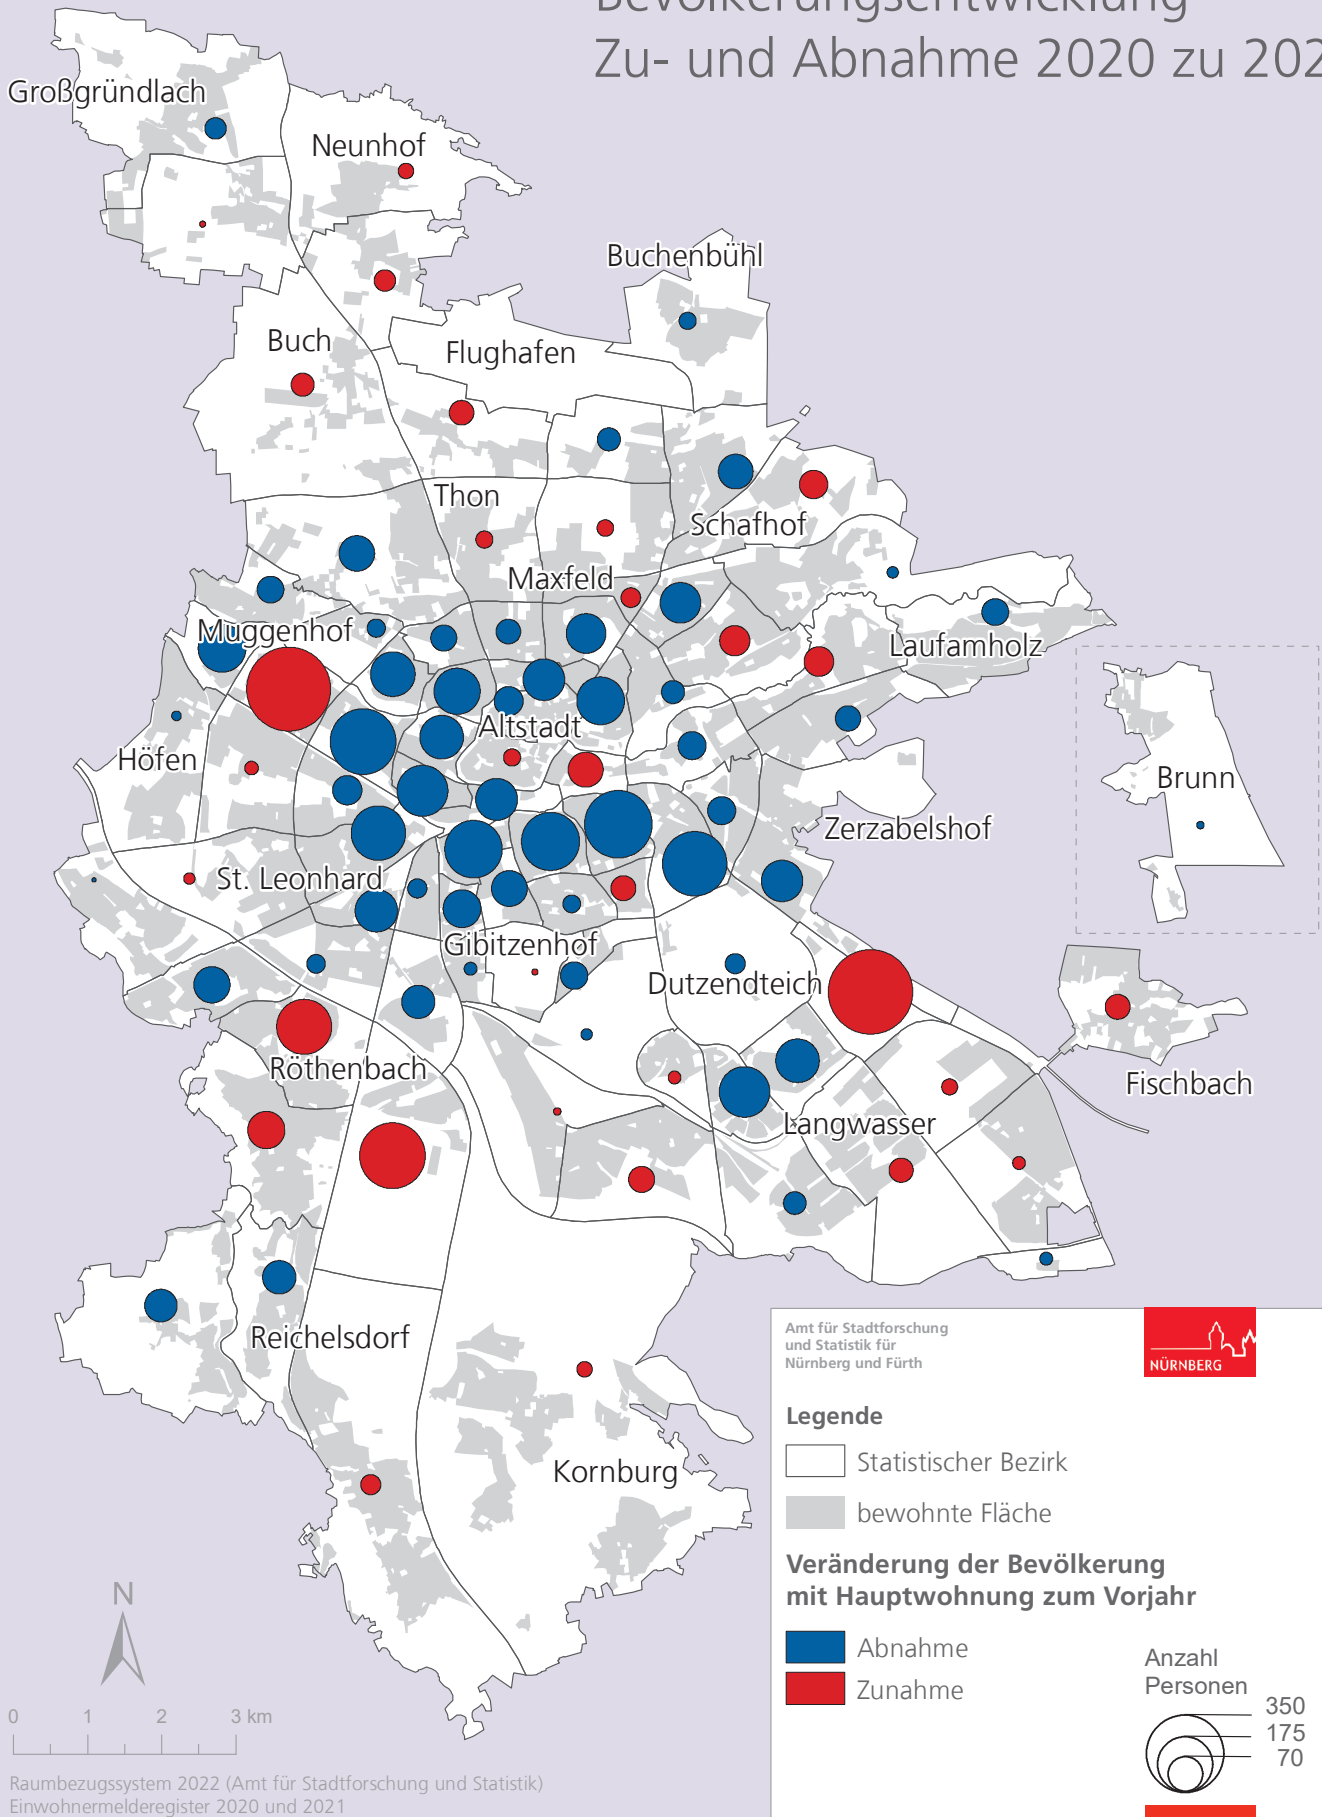 Bevölkerungsentwicklung
Zu- und Abnahme 2020 zu 202
Großgründlach
Neunhof
Buchenbühl
Buch
Flughafen
Thon
Schafhof
Maxfeld
Muggenhof
Laufamholz
Altstadt
Höfen
Brunn
Zerzabelshof
St. Leonhard
Gibitzenhof
Dutzendteich
Röthenbach
Fischbach
Langwasser
Reichelsdorf
Kornburg
Amt für Stadtforschung
und Statistik für
Nürnberg und Fürth
NÜRNBERG
Legende
Statistischer Bezirk
bewohnte Fläche
Veränderung der Bevölkerung
mit Hauptwohnung zum Vorjahr
Abnahme
Zunahme
Anzahl
Personen
350
175
70
N
0 1 2 3 km
Raumbezugssystem 2022 (Amt für Stadtforschung und Statistik)
Einwohnermelderegister 2020 und 2021